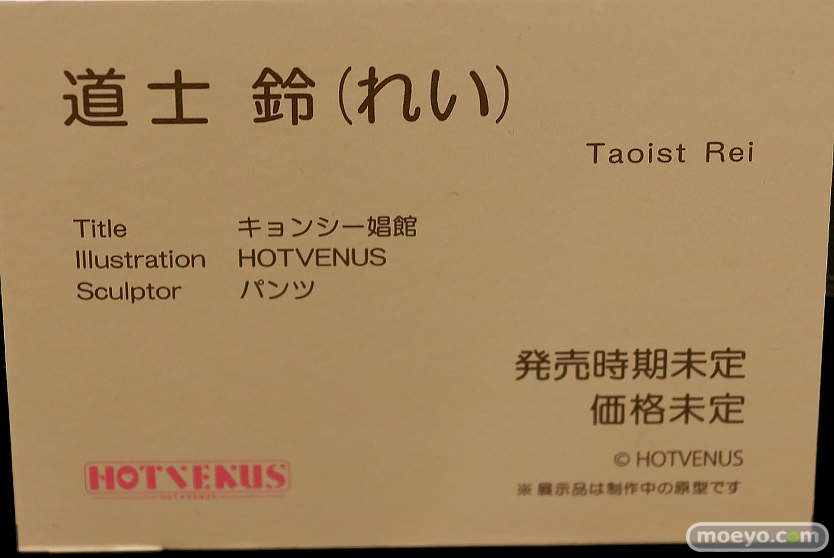 道士 鈴(れい)
Taoist Rei
Title キョンシー娼館
Illustration HOTVENUS
Sculptor パンツ
発売時期未定
価格未定
© HOTVENUS
※展示品は制作中の原型です
HOTVENUS
HOTVENUS
moeyo.com